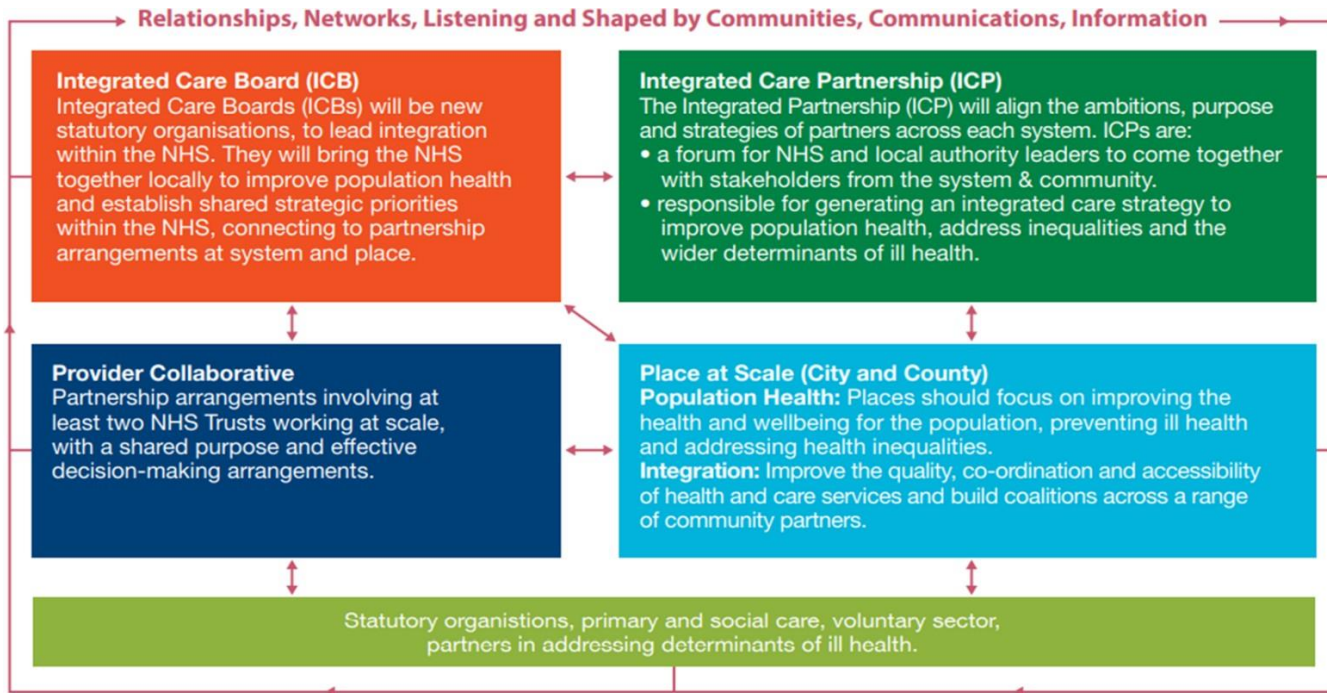 Relationships, Networks, Listening and Shaped by Communities, Communications, Information
Integrated Care Board (ICB)
Integrated Care Boards (ICBs) will be new
statutory organisations, to lead integration
within the NHS. They will bring the NHS
together locally to improve population health
and establish shared strategic priorities
within the NHS, connecting to partnership
arrangements at system and place.
Integrated Care Partnership (ICP)
The Integrated Partnership (ICP) will align the ambitions, purpose
and strategies of partners across each system. ICPs are:
• a forum for NHS and local authority leaders to come together
with stakeholders from the system & community.
• responsible for generating an integrated care strategy to
improve population health, address inequalities and the
wider determinants of ill health.
Provider Collaborative
Partnership arrangements involving at
least two NHS Trusts working at scale,
with a shared purpose and effective
decision-making arrangements.
Place at Scale (City and County)
Population Health: Places should focus on improving the
health and wellbeing for the population, preventing ill health
and addressing health inequalities.
Integration: Improve the quality, co-ordination and accessibility
of health and care services and build coalitions across a range
of community partners.
Statutory organistions, primary and social care, voluntary sector,
partners in addressing determinants of ill health.